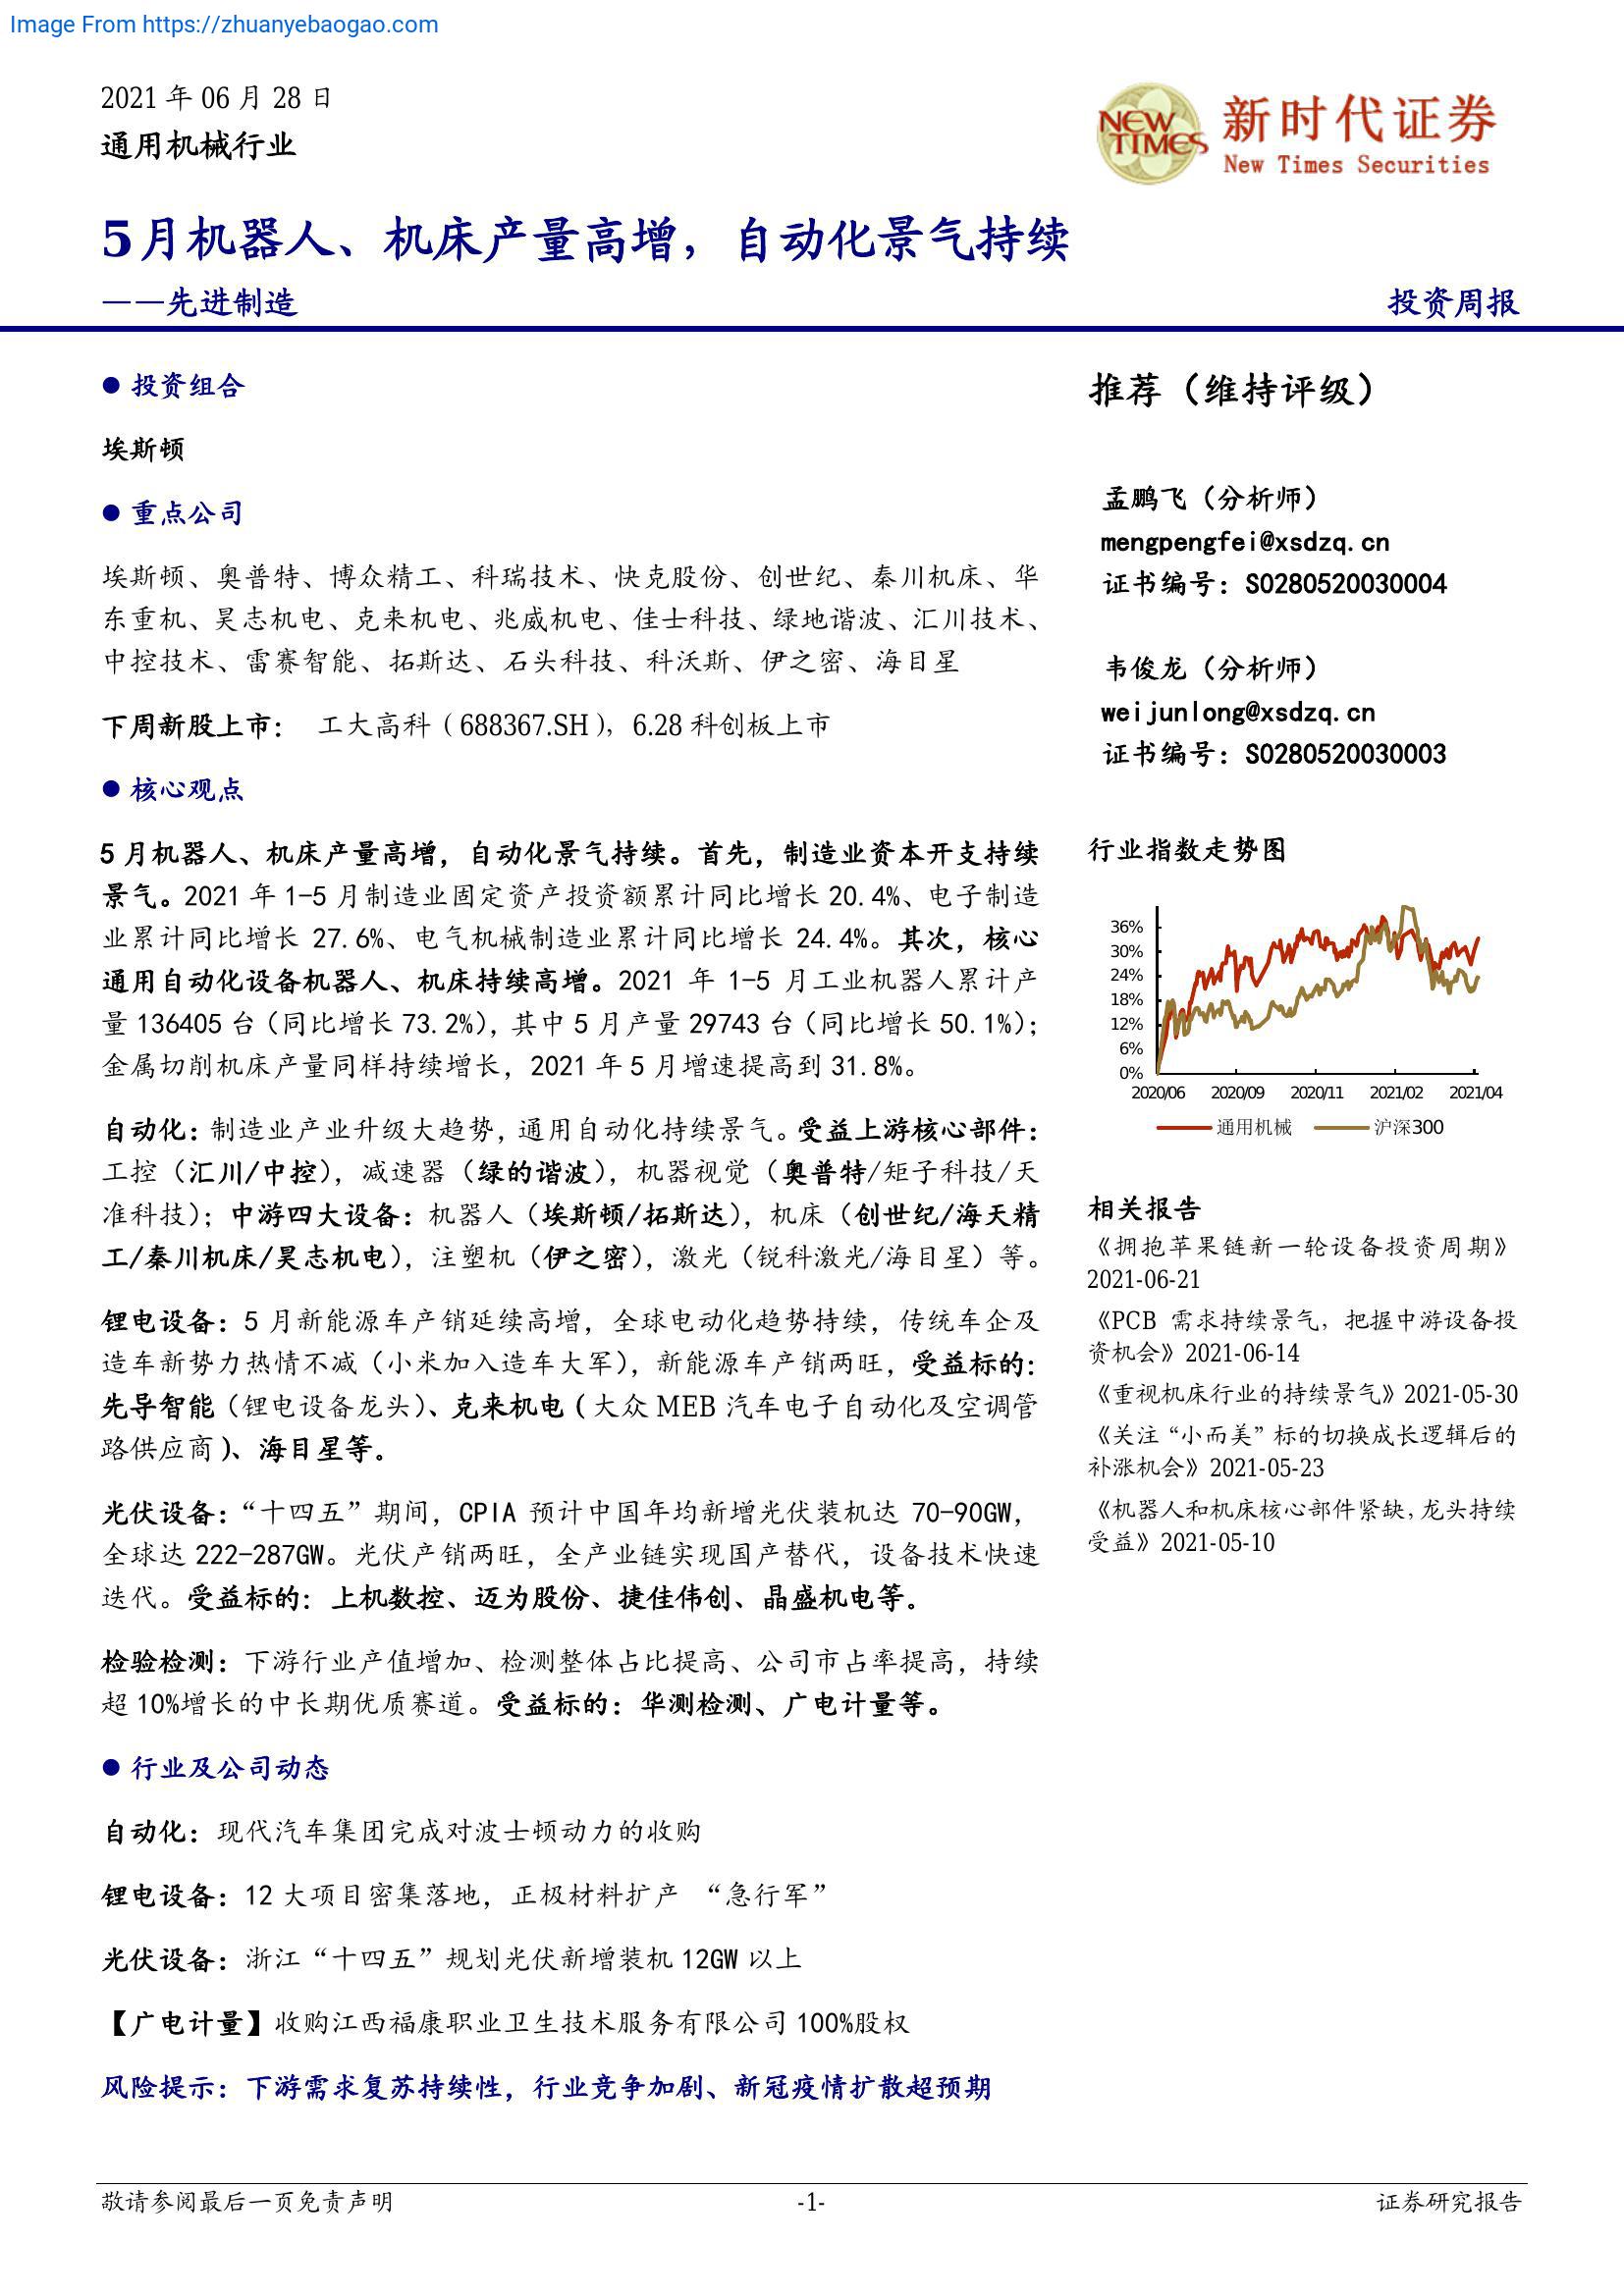 Image From https://zhuanyebaogao.com
2021 年 06 月 28 日
通用机械行业
NEW TIMES
新时代证券
New Times Securities
5月机器人、机床产量高增，自动化景气持续
——先进制造
投资周报
● 投资组合
埃斯顿
● 重点公司
埃斯顿、奥普特、博众精工、科瑞技术、快克股份、创世纪、秦川机床、华
东重机、昊志机电、克来机电、兆威机电、佳士科技、绿地谐波、汇川技术、
中控技术、雷赛智能、拓斯达、石头科技、科沃斯、伊之密、海目星
下周新股上市： 工大高科（688367.SH），6.28 科创板上市
● 核心观点
5 月机器人、机床产量高增，自动化景气持续。首先，制造业资本开支持续
景气。2021 年 1-5 月制造业固定资产投资额累计同比增长 20.4%、电子制造
业累计同比增长 27.6%、电气机械制造业累计同比增长 24.4%。其次，核心
通用自动化设备机器人、机床持续高增。2021 年 1-5 月工业机器人累计产
量 136405 台（同比增长 73.2%），其中 5 月产量 29743 台（同比增长 50.1%）；
金属切削机床产量同样持续增长，2021 年 5 月增速提高到 31.8%。
自动化：制造业产业升级大趋势，通用自动化持续景气。受益上游核心部件：
工控（汇川/中控），减速器（绿的谐波），机器视觉（奥普特/矩子科技/天
准科技）；中游四大设备：机器人（埃斯顿/拓斯达），机床（创世纪/海天精
工/秦川机床/昊志机电），注塑机（伊之密），激光（锐科激光/海目星）等。
锂电设备：5 月新能源车产销延续高增，全球电动化趋势持续，传统车企及
造车新势力热情不减（小米加入造车大军），新能源车产销两旺，受益标的：
先导智能（锂电设备龙头）、克来机电（大众 MEB 汽车电子自动化及空调管
路供应商）、海目星等。
光伏设备：“十四五”期间，CPIA 预计中国年均新增光伏装机达 70-90GW，
全球达 222-287GW。光伏产销两旺，全产业链实现国产替代，设备技术快速
迭代。受益标的：上机数控、迈为股份、捷佳伟创、晶盛机电等。
检验检测：下游行业产值增加、检测整体占比提高、公司市占率提高，持续
超 10%增长的中长期优质赛道。受益标的：华测检测、广电计量等。
● 行业及公司动态
自动化：现代汽车集团完成对波士顿动力的收购
锂电设备：12 大项目密集落地，正极材料扩产 “急行军”
光伏设备：浙江“十四五”规划光伏新增装机 12GW 以上
【广电计量】收购江西福康职业卫生技术服务有限公司 100%股权
风险提示：下游需求复苏持续性，行业竞争加剧、新冠疫情扩散超预期
推荐（维持评级）
孟鹏飞（分析师）
mengpengfei@xsdzq.cn
证书编号：S0280520030004
韦俊龙（分析师）
weijunlong@xsdzq.cn
证书编号：S0280520030003
行业指数走势图
36%
30%
24%
18%
12%
6%
0%
2020/06 2020/09 2020/11 2021/02 2021/04
通用机械 沪深300
相关报告
《拥抱苹果链新一轮设备投资周期》
2021-06-21
《PCB 需求持续景气，把握中游设备投
资机会》2021-06-14
《重视机床行业的持续景气》2021-05-30
《关注“小而美”标的切换成长逻辑后的
补涨机会》2021-05-23
《机器人和机床核心部件紧缺，龙头持续
受益》2021-05-10
敬请参阅最后一页免责声明
-1-
证券研究报告